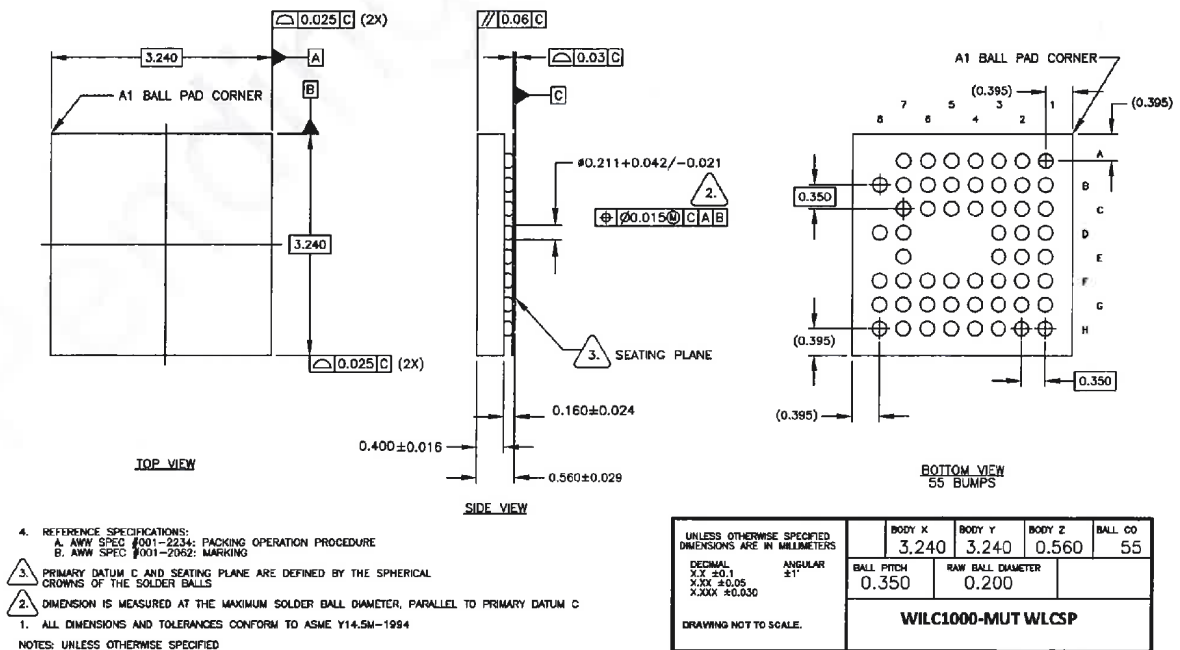 ⌓ 0.025 C (2X)
3.240
A
A1 BALL PAD CORNER
B
3.240
⌓ 0.025 C (2X)
TOP VIEW
// 0.06 C
⌓ 0.03 C
C
ø0.211+0.042/-0.021
2.
⌖ Ø0.015Ⓜ C A B
3. SEATING PLANE
0.160±0.024
0.400±0.016
0.560±0.029
SIDE VIEW
A1 BALL PAD CORNER
(0.395)
(0.395)
7 5 3 1
8 6 4 2
A
B
C
D
E
F
G
H
0.350
(0.395)
0.350
(0.395)
BOTTOM VIEW
55 BUMPS
4. REFERENCE SPECIFICATIONS:
A. AWW SPEC #001-2234: PACKING OPERATION PROCEDURE
B. AWW SPEC #001-2062: MARKING
3. PRIMARY DATUM C AND SEATING PLANE ARE DEFINED BY THE SPHERICAL
CROWNS OF THE SOLDER BALLS
2. DIMENSION IS MEASURED AT THE MAXIMUM SOLDER BALL DIAMETER, PARALLEL TO PRIMARY DATUM C
1. ALL DIMENSIONS AND TOLERANCES CONFORM TO ASME Y14.5M-1994
NOTES: UNLESS OTHERWISE SPECIFIED
UNLESS OTHERWISE SPECIFIED
DIMENSIONS ARE IN MILLIMETERS
DECIMAL ANGULAR
X.X ±0.1 ±1°
X.XX ±0.05
X.XXX ±0.030
DRAWING NOT TO SCALE.
BODY X BODY Y BODY Z BALL CO
3.240 3.240 0.560 55
BALL PITCH RAW BALL DIAMETER
0.350 0.200
WILC1000-MUT WLCSP